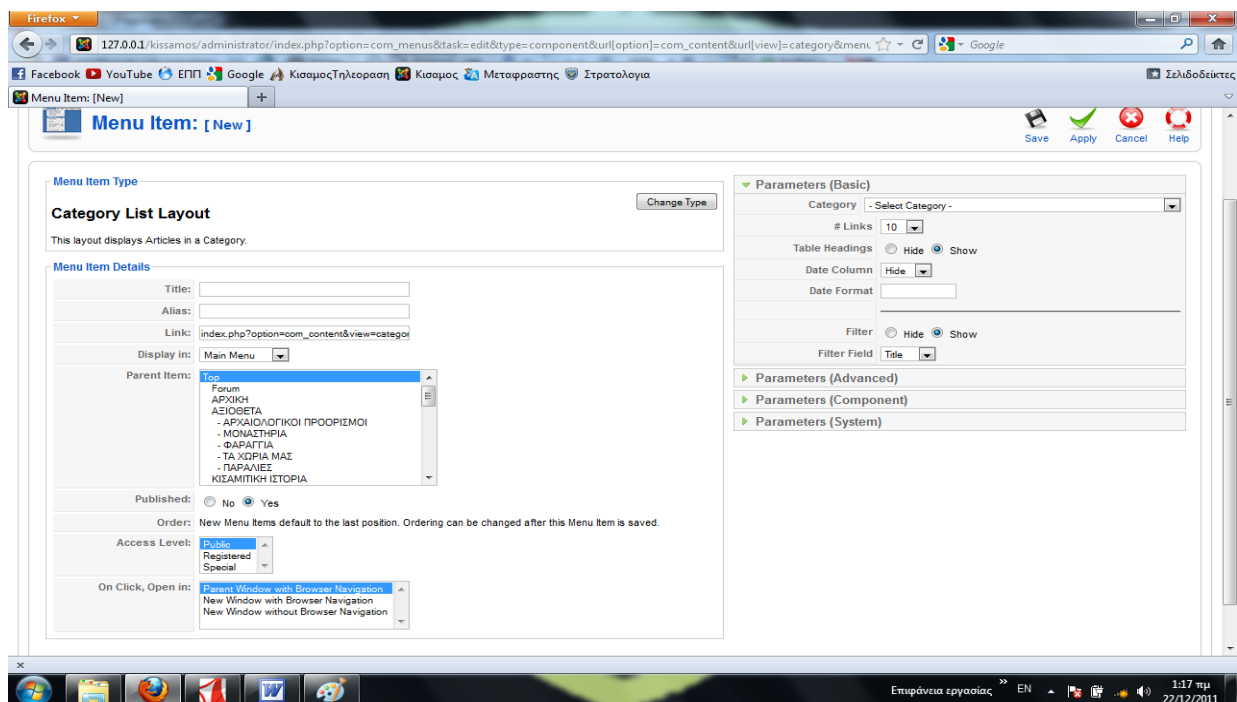 Firefox
127.0.0.1/kissamos/administrator/index.php?option=com_menus&task=edit&type=component&url[option]=com_content&url[view]=category&menu
Google
Facebook YouTube ΕΠΠ Google ΚισαμοςΤηλεοραση Κισαμος Μεταφραστης Στρατολογια Σελιδοδείκτες
Menu Item: [New]
Menu Item: [ New ]
Save Apply Cancel Help
Menu Item Type
Change Type
Category List Layout
This layout displays Articles in a Category.
Menu Item Details
Title:
Alias:
Link: index.php?option=com_content&view=categor
Display in: Main Menu
Parent Item: Top
Forum
ΑΡΧΙΚΗ
ΑΞΙΟΘΕΤΑ
- ΑΡΧΑΙΟΛΟΓΙΚΟΙ ΠΡΟΟΡΙΣΜΟΙ
- ΜΟΝΑΣΤΗΡΙΑ
- ΦΑΡΑΓΓΙΑ
- ΤΑ ΧΩΡΙΑ ΜΑΣ
- ΠΑΡΑΛΙΕΣ
ΚΙΣΑΜΙΤΙΚΗ ΙΣΤΟΡΙΑ
Published: No Yes
Order: New Menu Items default to the last position. Ordering can be changed after this Menu Item is saved.
Access Level: Public
Registered
Special
On Click, Open in: Parent Window with Browser Navigation
New Window with Browser Navigation
New Window without Browser Navigation
Parameters (Basic)
Category - Select Category -
# Links 10
Table Headings Hide Show
Date Column Hide
Date Format
Filter Hide Show
Filter Field Title
Parameters (Advanced)
Parameters (Component)
Parameters (System)
Επιφάνεια εργασίας » EN
1:17 πμ
22/12/2011